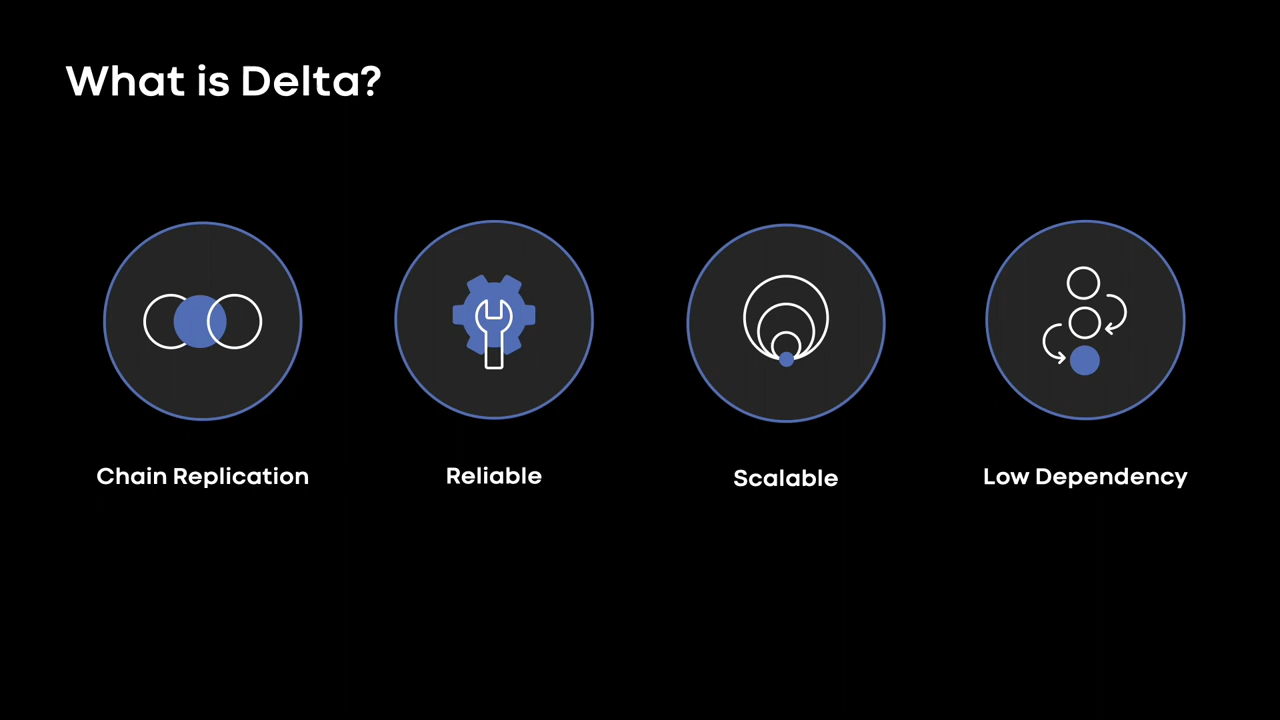 What is Delta?
Chain Replication
Reliable
Scalable
Low Dependency